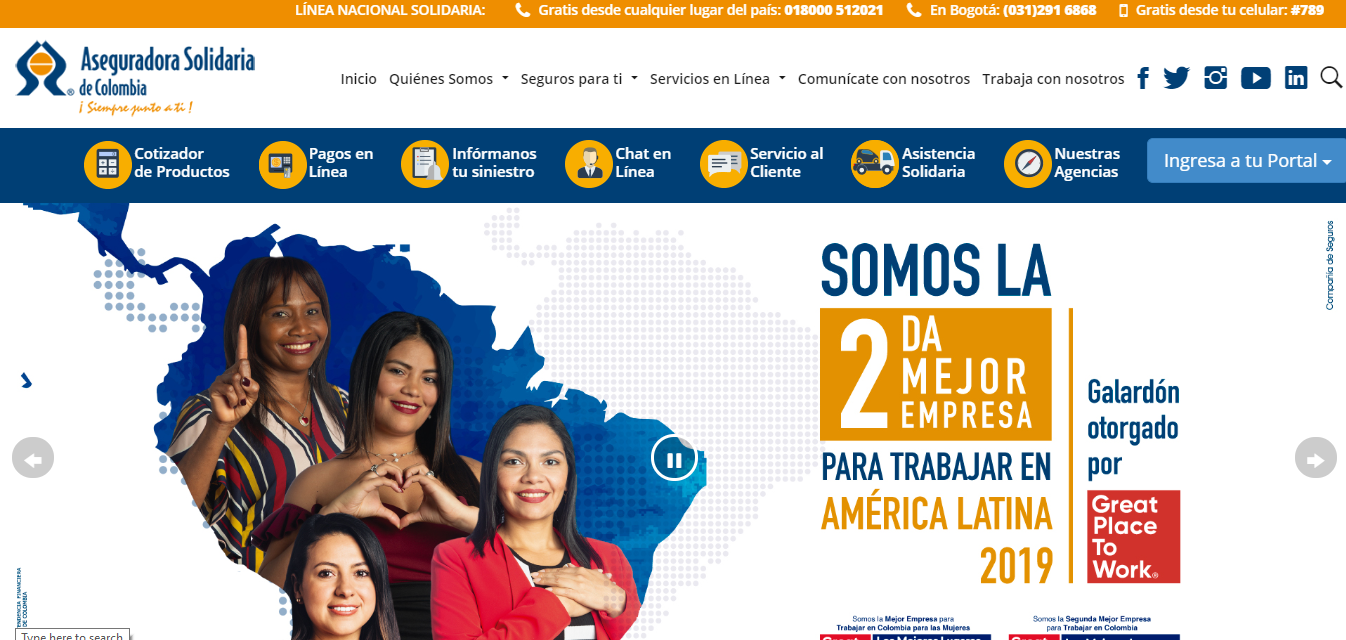 LÍNEA NACIONAL SOLIDARIA: Gratis desde cualquier lugar del país: 018000 512021 En Bogotá: (031)291 6868 Gratis desde tu celular: #789
Aseguradora Solidaria
de Colombia
¡ Siempre junto a ti !
Inicio Quiénes Somos Seguros para ti Servicios en Línea Comunícate con nosotros Trabaja con nosotros
Cotizador
de Productos
Pagos en
Línea
Infórmanos
tu siniestro
Chat en
Línea
Servicio al
Cliente
Asistencia
Solidaria
Nuestras
Agencias
Ingresa a tu Portal
Compañía de Seguros
SOMOS LA
2DA
MEJOR
EMPRESA
PARA TRABAJAR EN
AMÉRICA LATINA
2019
Galardón
otorgado
por
Great
Place
To
Work®
FINANCIERA
DE COLOMBIA
Somos la Mejor Empresa para
Trabajar en Colombia para las Mujeres
Somos la Segunda Mejor Empresa
para Trabajar en Colombia
Type here to search